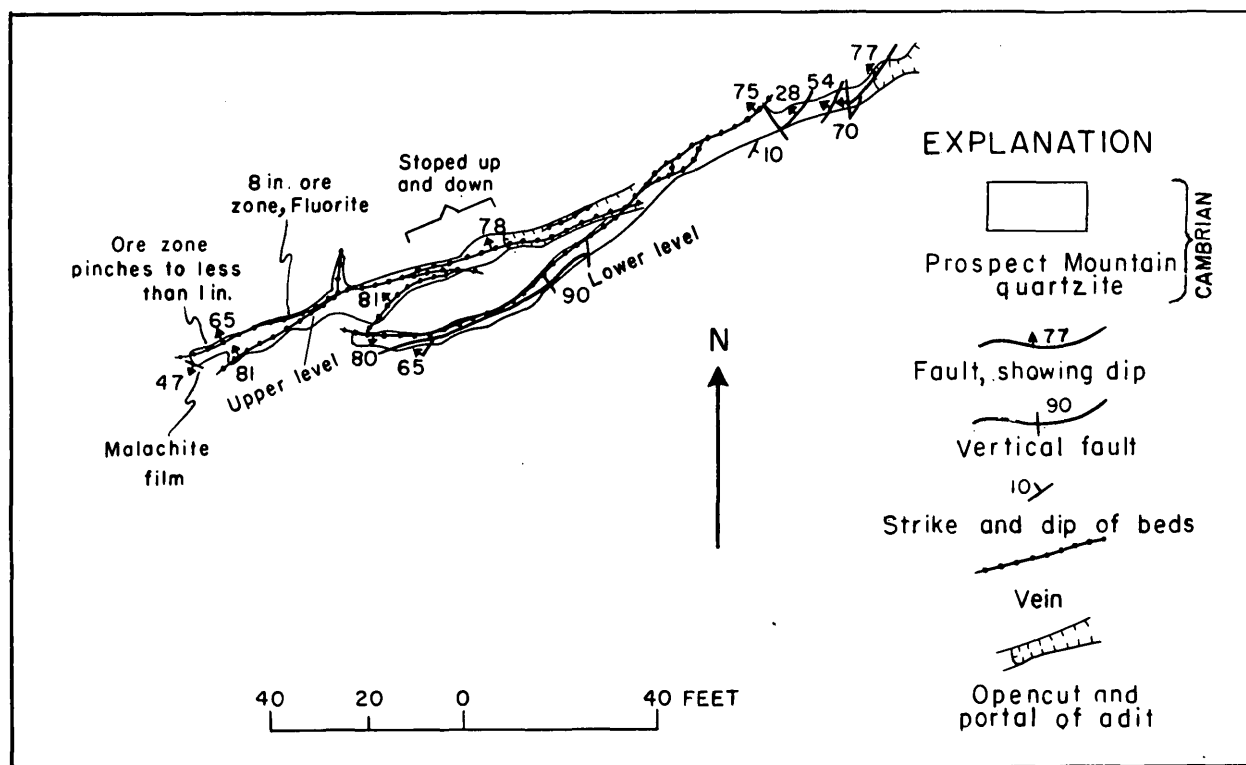 77
54
75
28
70
10
Stoped up
and down
8 in. ore
zone, Fluorite
78
Ore zone
pinches to less
than 1 in.
Lower level
81
90
65
80
65
47
81
Upper level
Malachite
film
N
40 20 0 40 FEET
EXPLANATION
Prospect Mountain
quartzite
CAMBRIAN
77
Fault, showing dip
90
Vertical fault
10
Strike and dip of beds
Vein
Opencut and
portal of adit